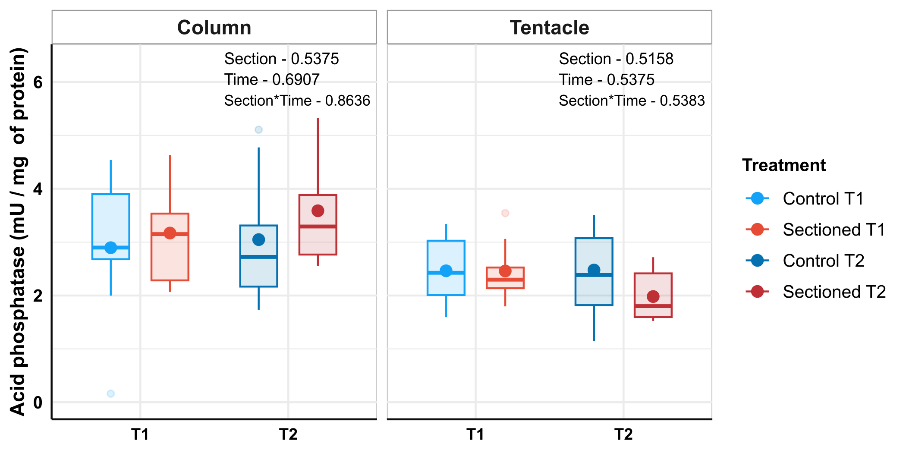 Column
Tentacle
Section - 0.5375
Time - 0.6907
Section*Time - 0.8636
Section - 0.5158
Time - 0.5375
Section*Time - 0.5383
Acid phosphatase (mU / mg of protein)
6
4
2
0
T1
T2
T1
T2
Treatment
Control T1
Sectioned T1
Control T2
Sectioned T2